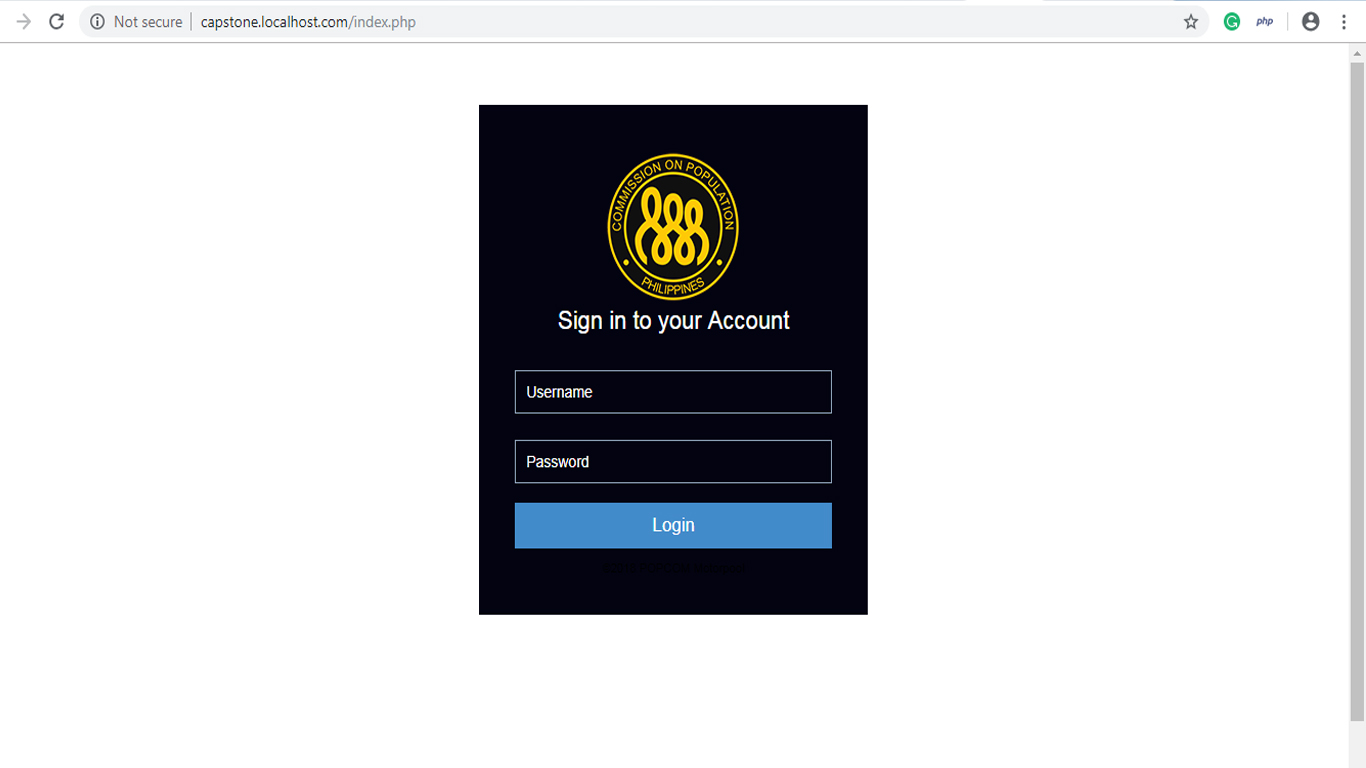 Not secure capstone.localhost.com/index.php php
COMMISSION ON POPULATION
PHILIPPINES
Sign in to your Account
Username
Password
Login